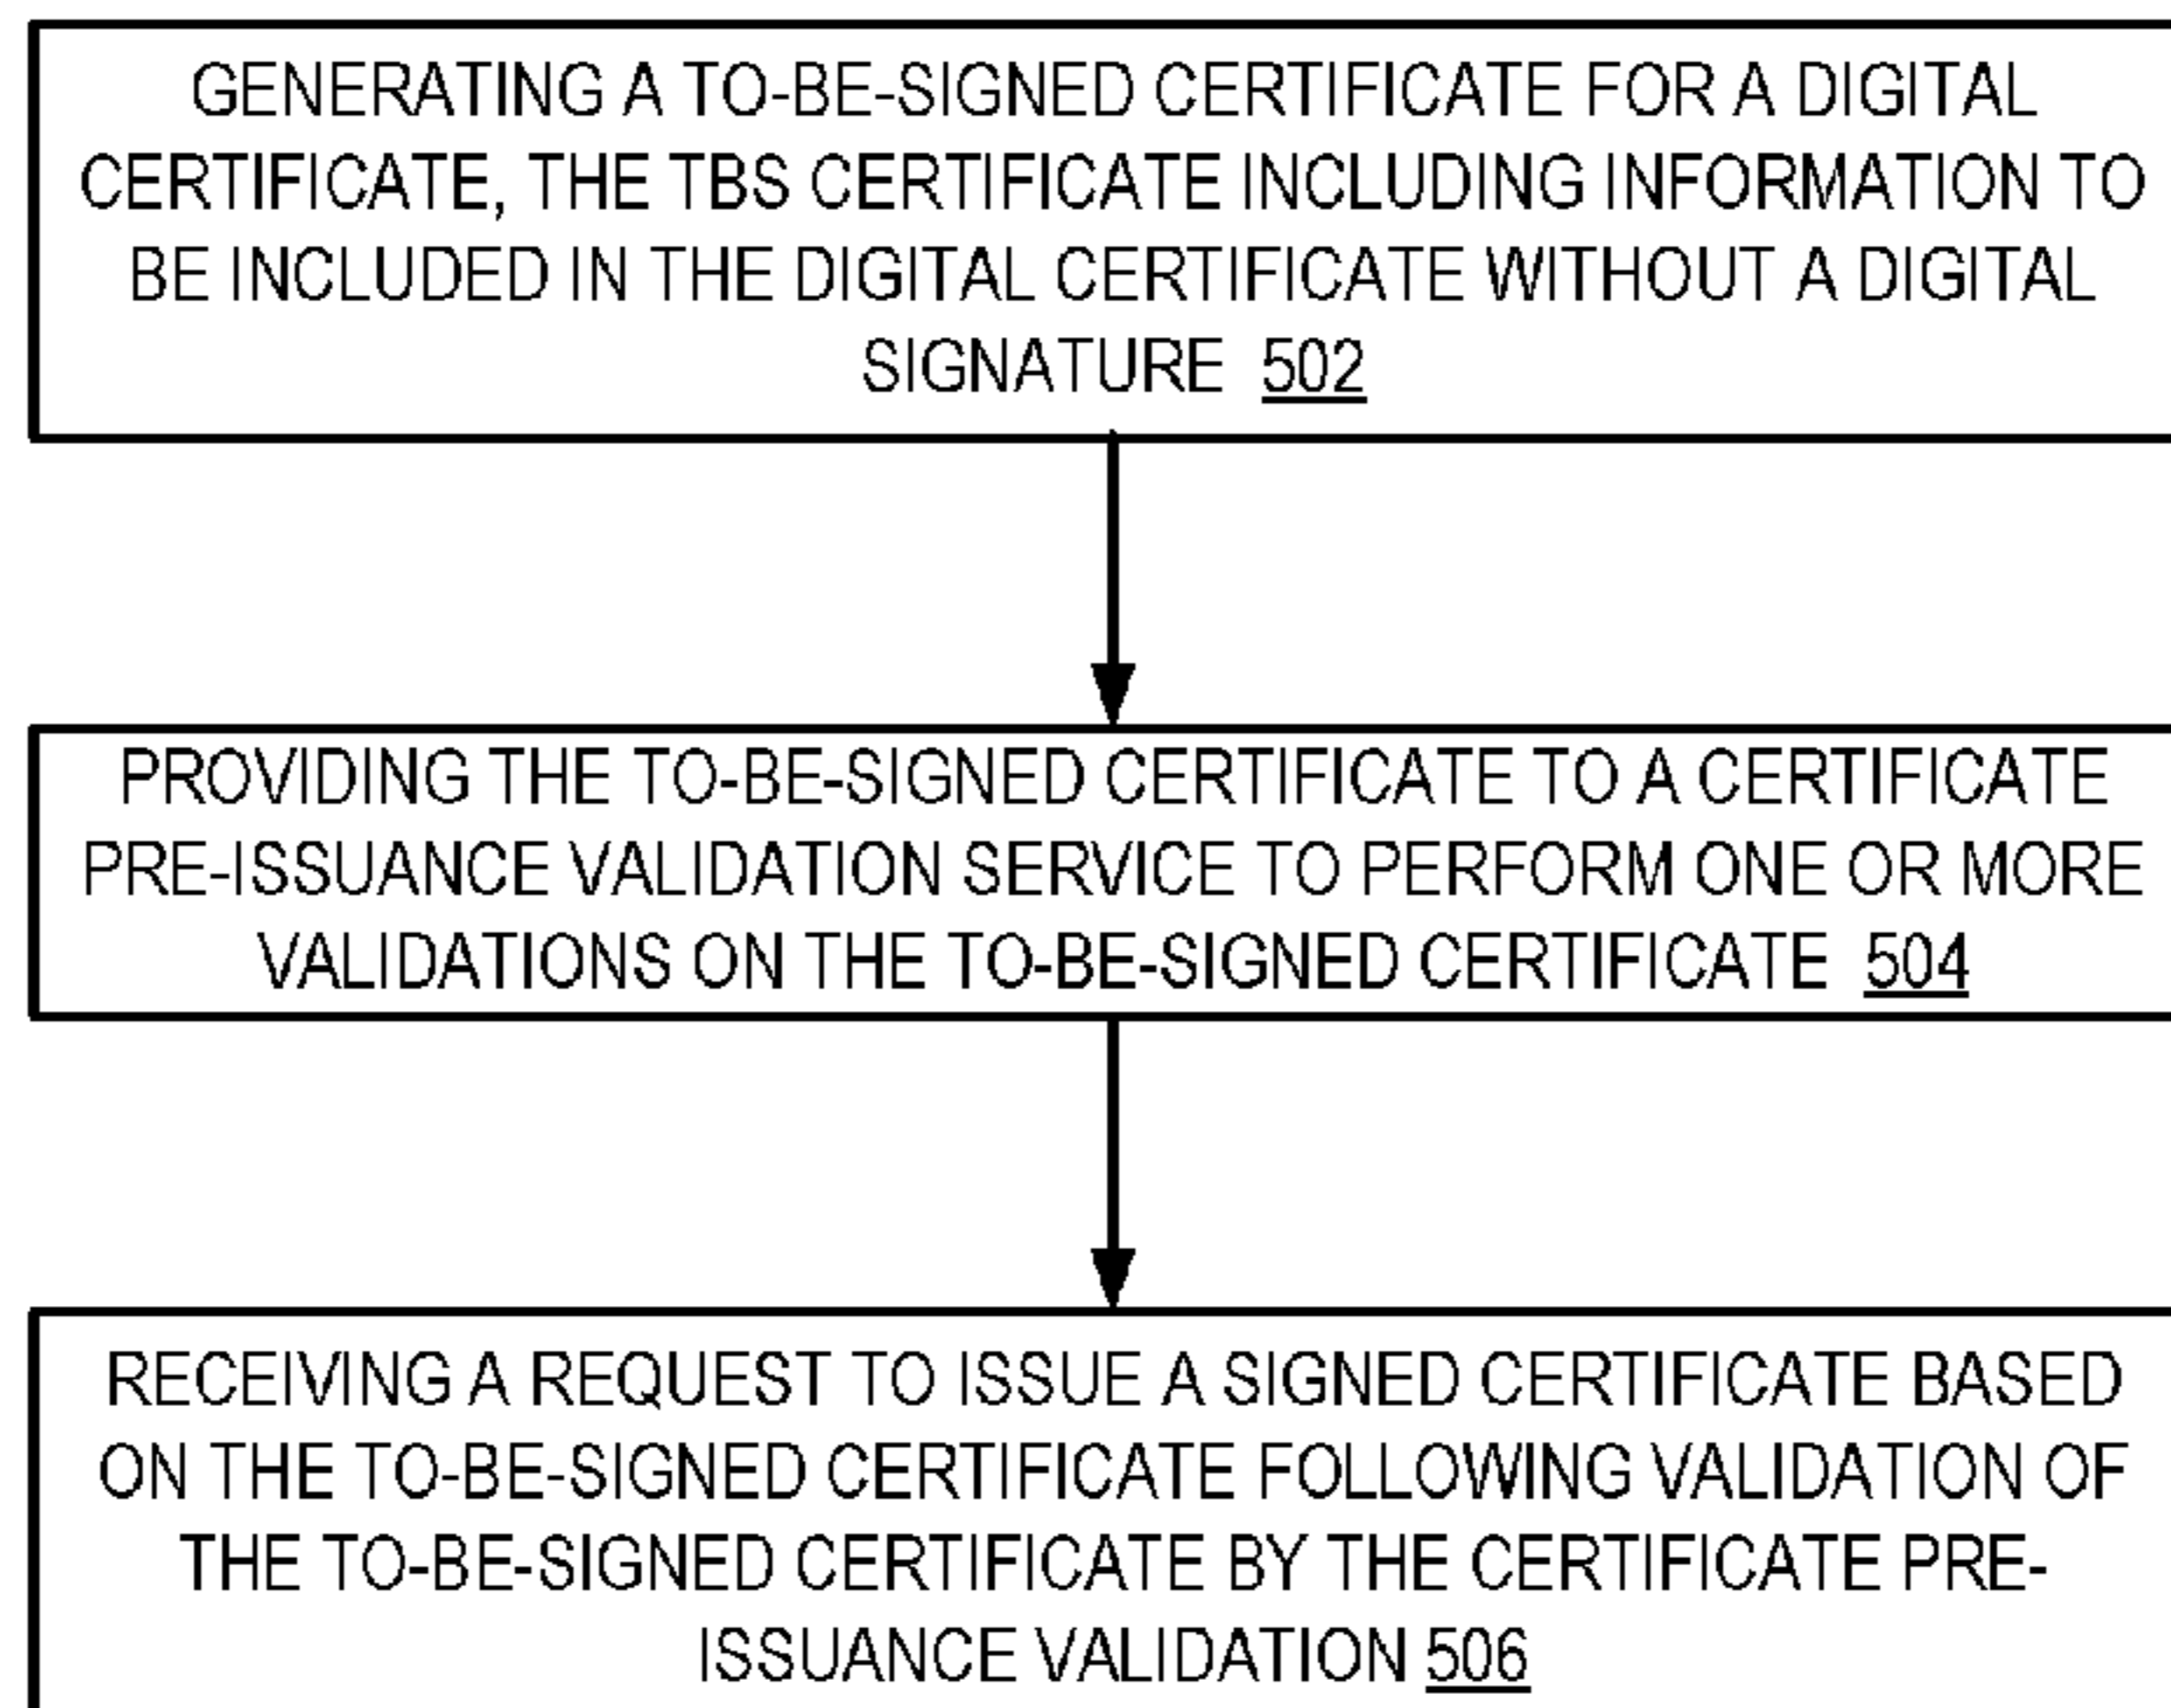 GENERATING A TO-BE-SIGNED CERTIFICATE FOR A DIGITAL
CERTIFICATE, THE TBS CERTIFICATE INCLUDING INFORMATION TO
BE INCLUDED IN THE DIGITAL CERTIFICATE WITHOUT A DIGITAL
SIGNATURE 502
PROVIDING THE TO-BE-SIGNED CERTIFICATE TO A CERTIFICATE
PRE-ISSUANCE VALIDATION SERVICE TO PERFORM ONE OR MORE
VALIDATIONS ON THE TO-BE-SIGNED CERTIFICATE 504
RECEIVING A REQUEST TO ISSUE A SIGNED CERTIFICATE BASED
ON THE TO-BE-SIGNED CERTIFICATE FOLLOWING VALIDATION OF
THE TO-BE-SIGNED CERTIFICATE BY THE CERTIFICATE PRE-
ISSUANCE VALIDATION 506